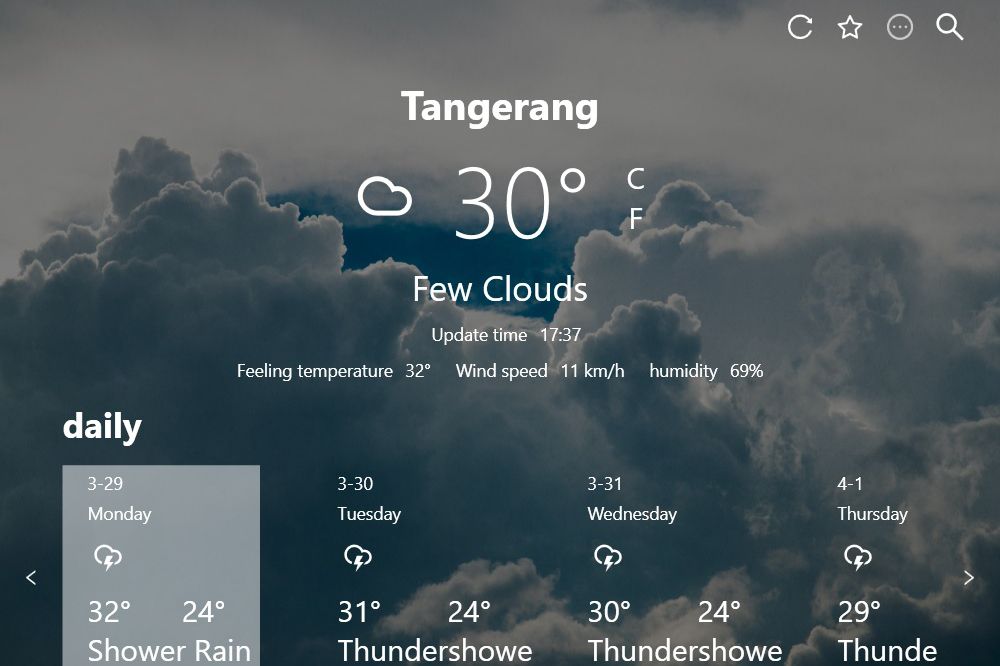 Tangerang
30° C
F
Few Clouds
Update time 17:37
Feeling temperature 32° Wind speed 11 km/h humidity 69%
daily
3-29 3-30 3-31 4-1
Monday Tuesday Wednesday Thursday
32° 24° 31° 24° 30° 24° 29°
Shower Rain Thundershowe Thundershowe Thunde